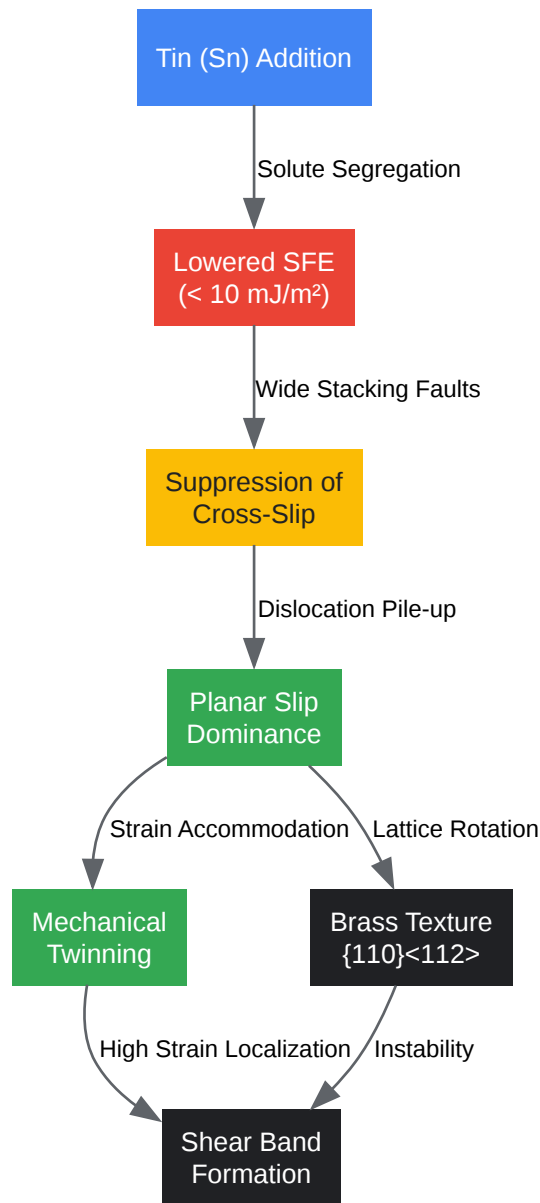 Tin (Sn) Addition
Solute Segregation
Lowered SFE
(< 10 mJ/m²)
Wide Stacking Faults
Suppression of
Cross-Slip
Dislocation Pile-up
Planar Slip
Dominance
Strain Accommodation
Lattice Rotation
Mechanical
Twinning
Brass Texture
{110}<112>
High Strain Localization
Instability
Shear Band
Formation